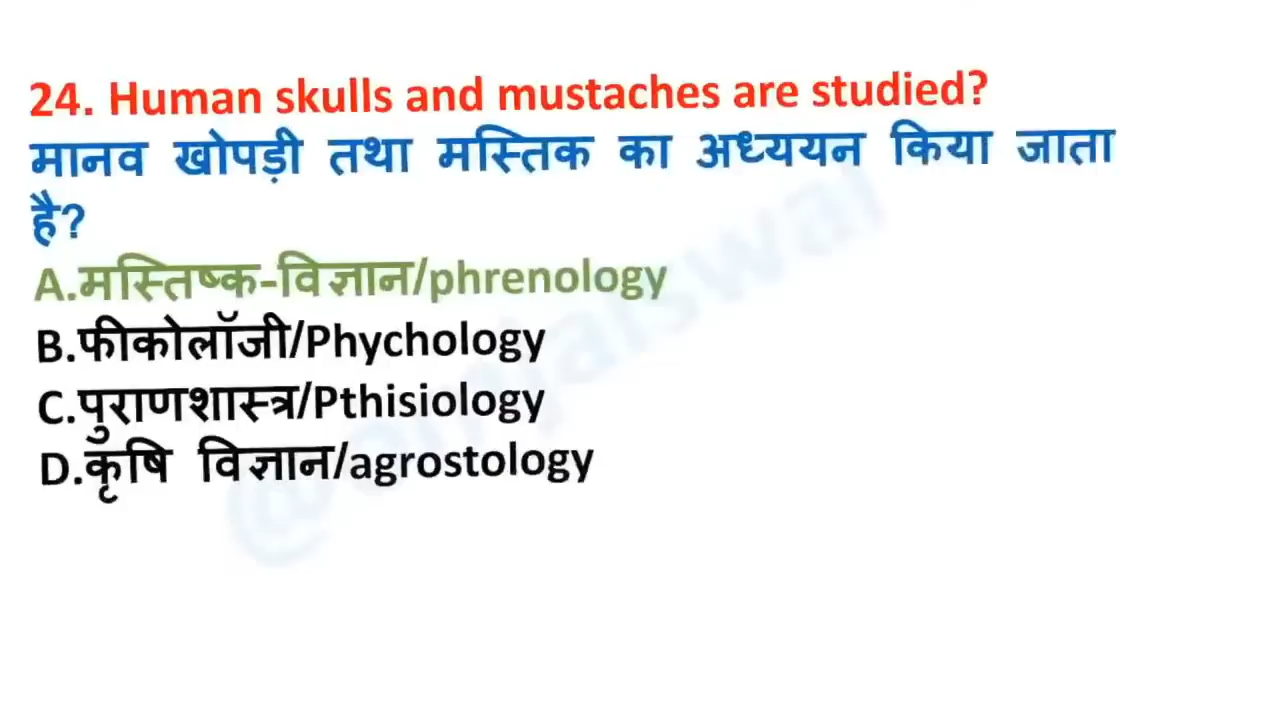 24. Human skulls and mustaches are studied?
मानव खोपड़ी तथा मस्तिक का अध्ययन किया जाता
है?
A.मस्तिष्क-विज्ञान/phrenology
B.फीकोलॉजी/Phychology
C.पुराणशास्त्र/Pthisiology
D.कृषि विज्ञान/agrostology